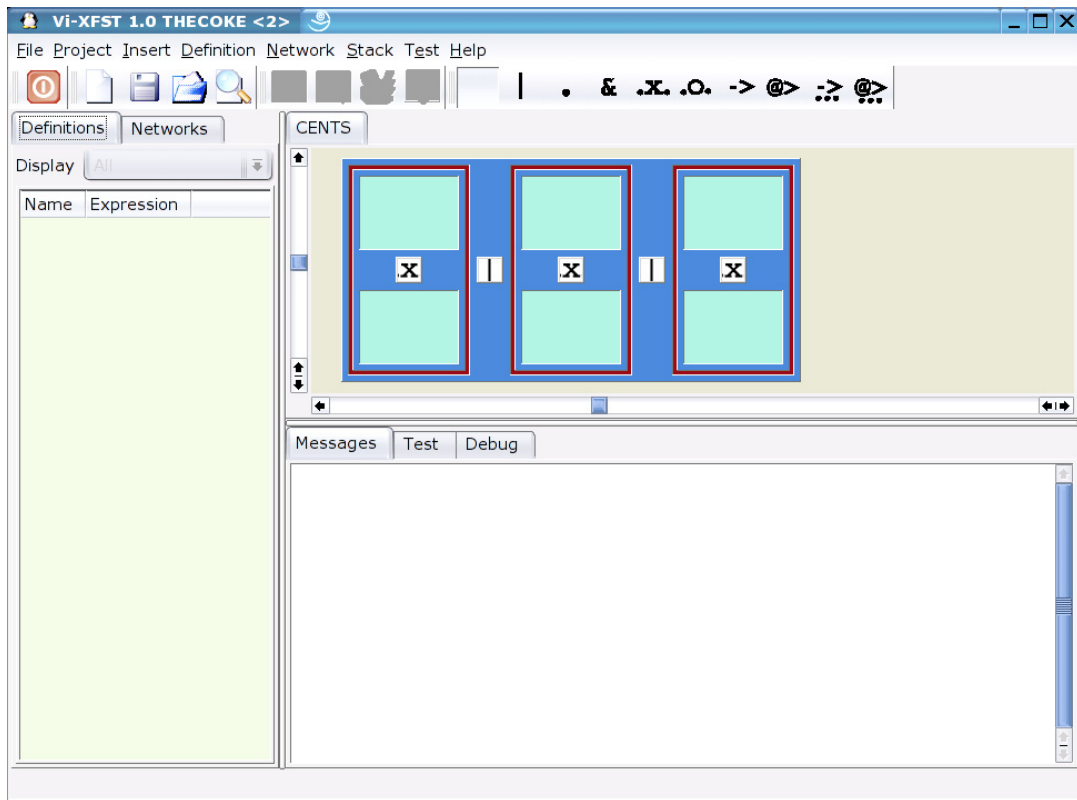 Vi-XFST 1.0 THECOKE <2>
File Project Insert Definition Network Stack Test Help
| . & .x. .o. -> @> .:> @>
Definitions Networks
CENTS
Display All
Name Expression
.x | .x | .x
Messages Test Debug